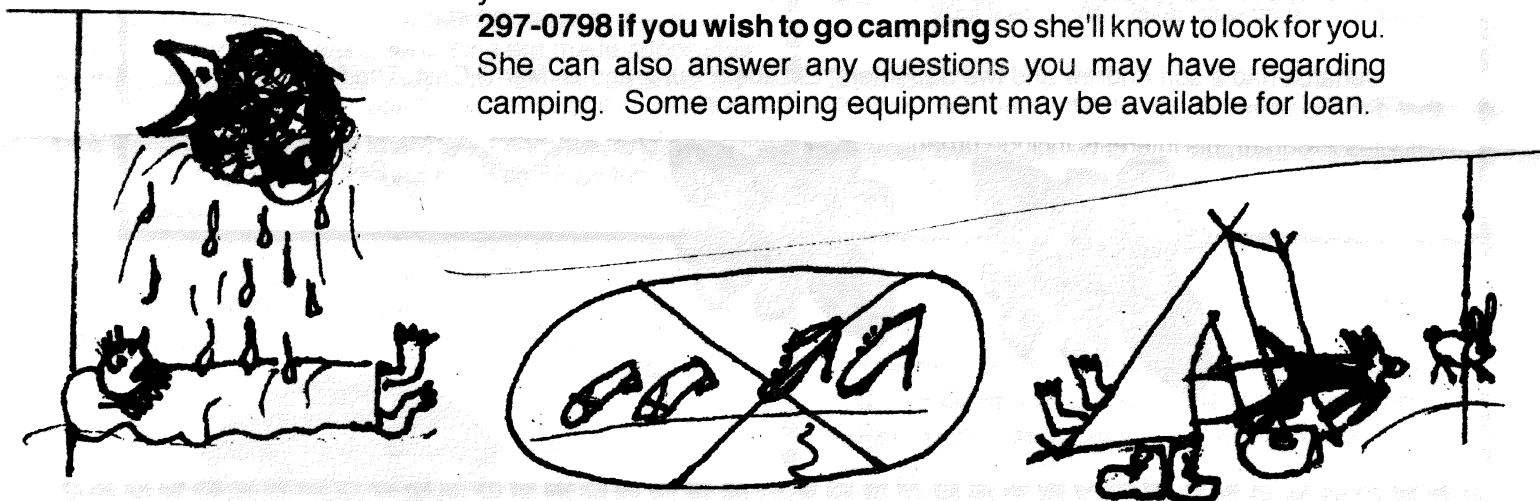 297-0798 if you wish to go camping so she'll know to look for you.
She can also answer any questions you may have regarding
camping. Some camping equipment may be available for loan.